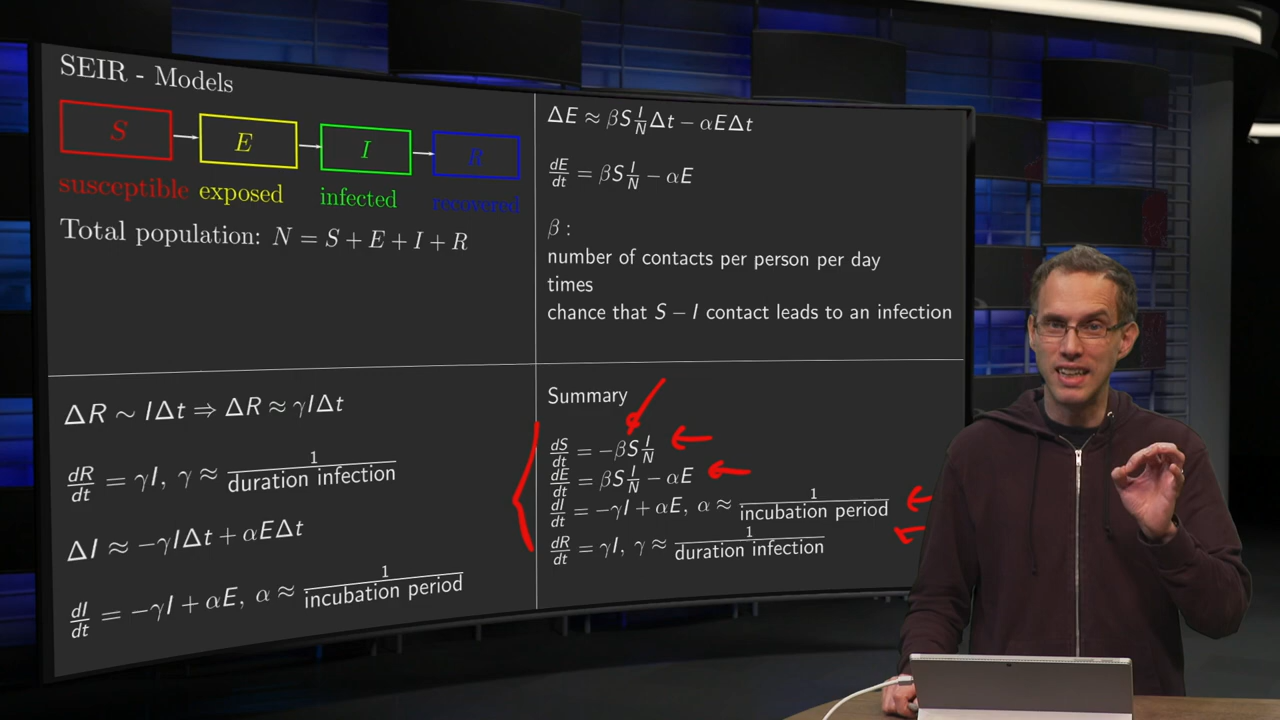 SEIR - Models
S E I R
susceptible exposed infected recovered
Total population: N = S + E + I + R
ΔE ≈ βS I/N Δt − αEΔt
dE/dt = βS I/N − αE
β :
number of contacts per person per day
times
chance that S − I contact leads to an infection
ΔR ∼ IΔt ⇒ ΔR ≈ γIΔt
dR/dt = γI, γ ≈ 1/duration infection
ΔI ≈ −γIΔt + αEΔt
dI/dt = −γI + αE, α ≈ 1/incubation period
Summary
dS/dt = −βS I/N
dE/dt = βS I/N − αE
dI/dt = −γI + αE, α ≈ 1/incubation period
dR/dt = γI, γ ≈ 1/duration infection